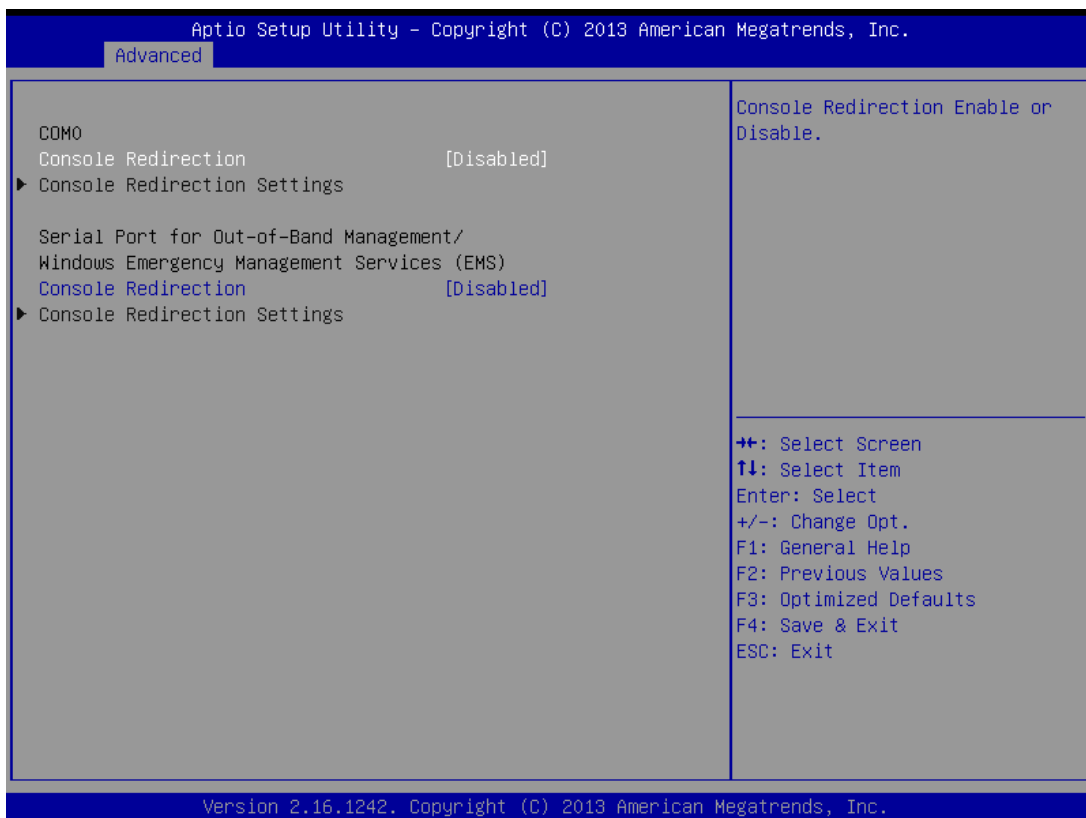 Aptio Setup Utility – Copyright (C) 2013 American Megatrends, Inc.
Advanced
COM0
Console Redirection [Disabled]
▶ Console Redirection Settings
Serial Port for Out-of-Band Management/
Windows Emergency Management Services (EMS)
Console Redirection [Disabled]
▶ Console Redirection Settings
Console Redirection Enable or
Disable.
→←: Select Screen
↑↓: Select Item
Enter: Select
+/-: Change Opt.
F1: General Help
F2: Previous Values
F3: Optimized Defaults
F4: Save & Exit
ESC: Exit
Version 2.16.1242. Copyright (C) 2013 American Megatrends, Inc.